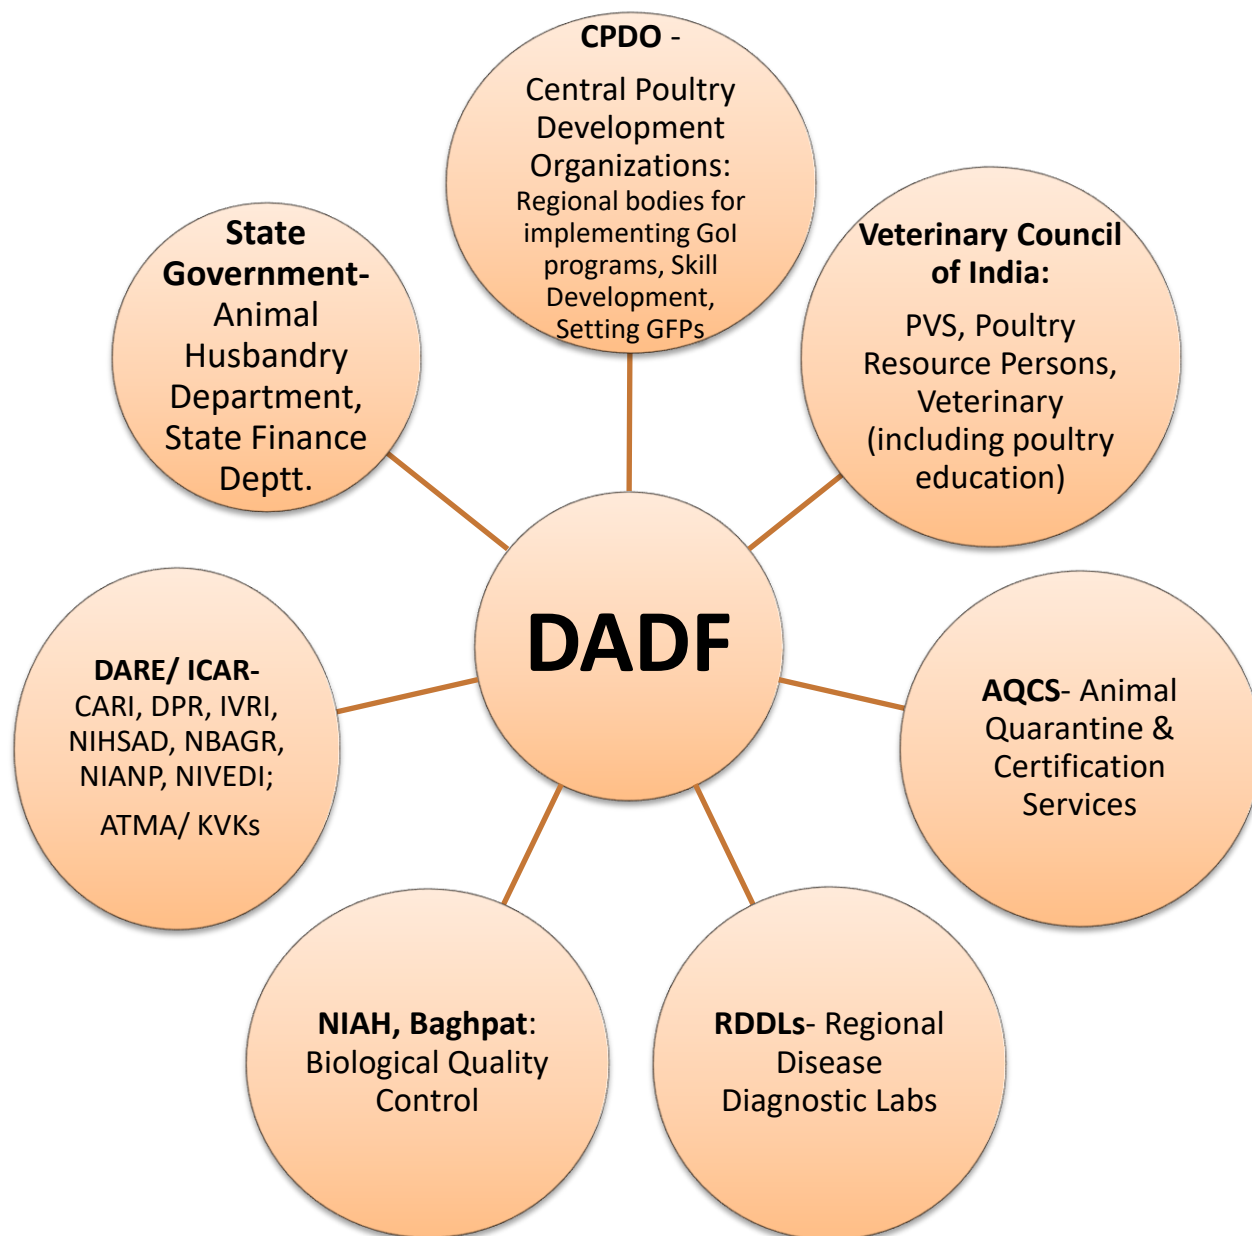 CPDO -
Central Poultry
Development
Organizations:
Regional bodies for
implementing GoI
programs, Skill
Development,
Setting GFPs
Veterinary Council
of India:
PVS, Poultry
Resource Persons,
Veterinary
(including poultry
education)
AQCS- Animal
Quarantine &
Certification
Services
RDDLs- Regional
Disease
Diagnostic Labs
NIAH, Baghpat:
Biological Quality
Control
DARE/ ICAR-
CARI, DPR, IVRI,
NIHSAD, NBAGR,
NIANP, NIVEDI;
ATMA/ KVKs
State
Government-
Animal
Husbandry
Department,
State Finance
Deptt.
DADF